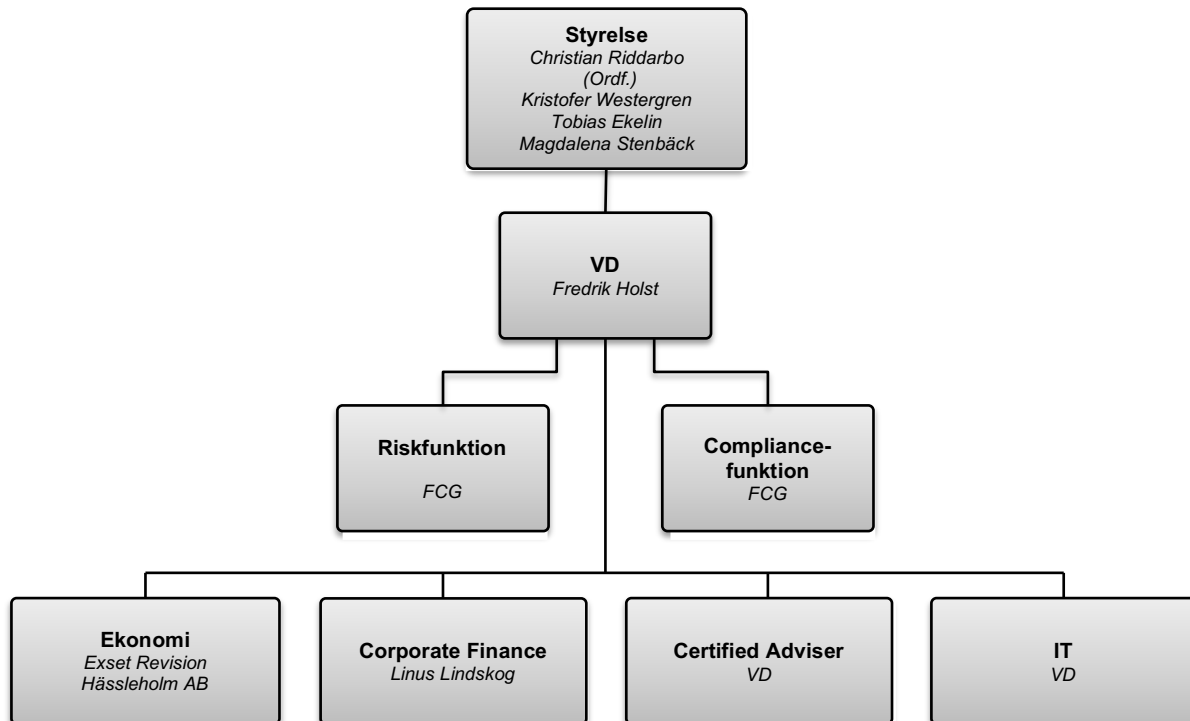 Styrelse
Christian Riddarbo
(Ordf.)
Kristofer Westergren
Tobias Ekelin
Magdalena Stenbäck
VD
Fredrik Holst
Riskfunktion
FCG
Compliance-
funktion
FCG
Ekonomi
Exset Revision
Hässleholm AB
Corporate Finance
Linus Lindskog
Certified Adviser
VD
IT
VD